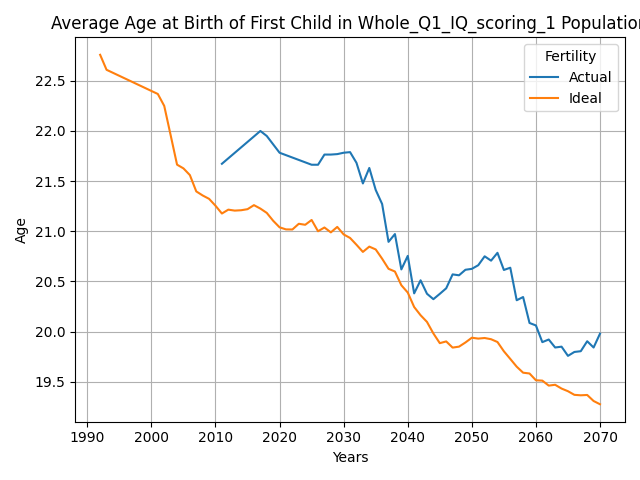 Average Age at Birth of First Child in Whole_Q1_IQ_scoring_1 Population
Fertility
Actual
Ideal
Age
22.5
22.0
21.5
21.0
20.5
20.0
19.5
1990 2000 2010 2020 2030 2040 2050 2060 2070
Years